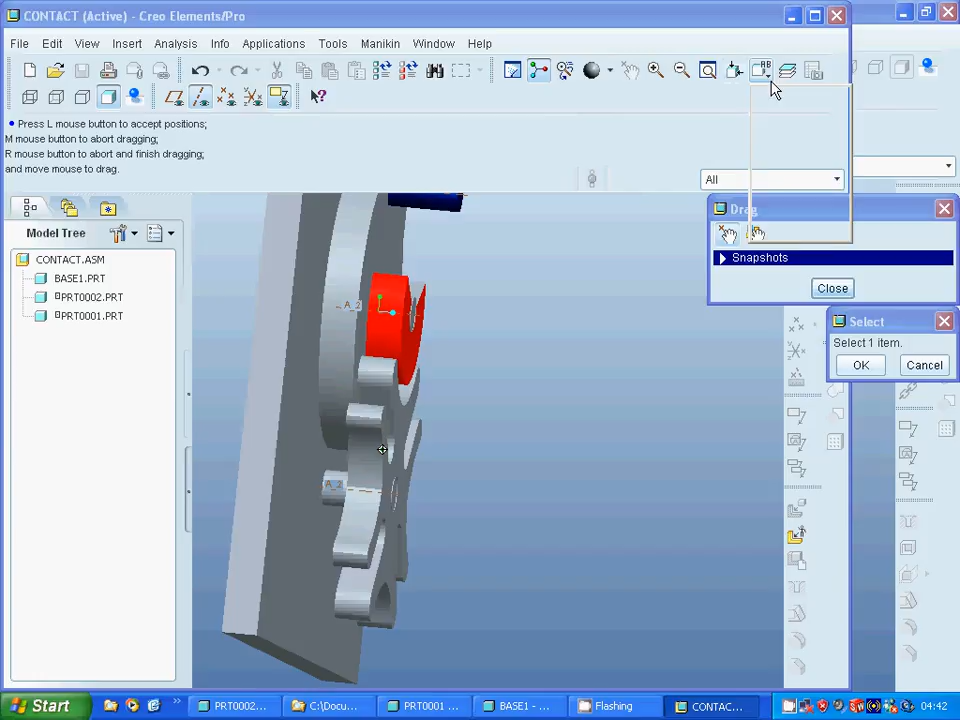 CONTACT (Active) - Creo Elements/Pro
File Edit View Insert Analysis Info Applications Tools Manikin Window Help
Press L mouse button to accept positions;
M mouse button to abort dragging;
R mouse button to abort and finish dragging;
and move mouse to drag.
All
Model Tree
CONTACT.ASM
BASE1.PRT
PRT0002.PRT
PRT0001.PRT
Drag
Snapshots
Close
Select
Select 1 item.
OK Cancel
A_2
A_2
Start
PRT0002...
C:\Docu...
PRT0001 ...
BASE1 - ...
Flashing
CONTAC...
04:42